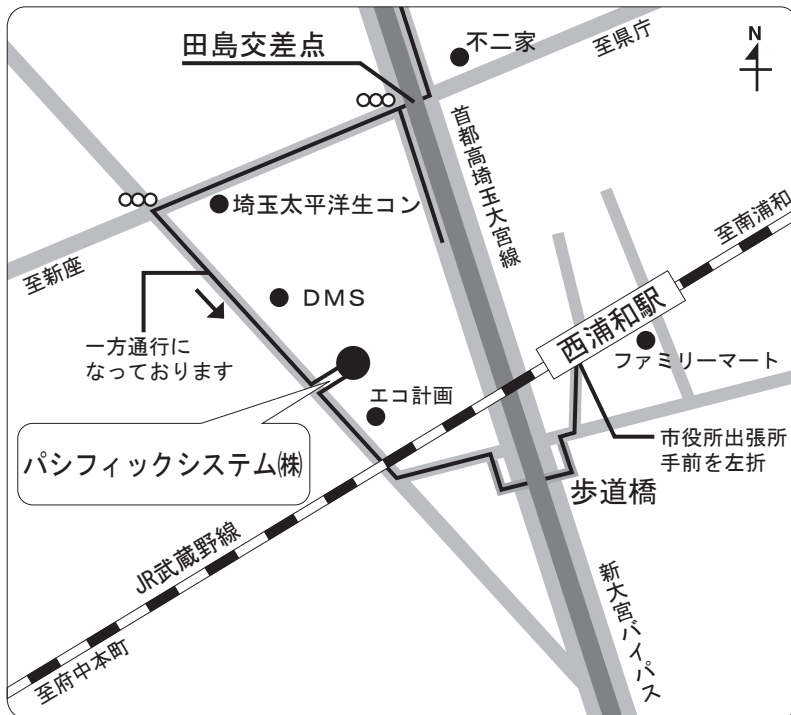 田島交差点
不二家
至県庁
N
首都高埼玉大宮線
埼玉太平洋生コン
至南浦和
至新座
DMS
西浦和駅
一方通行に
なっております
ファミリーマート
エコ計画
パシフィックシステム㈱
市役所出張所
手前を左折
歩道橋
JR武蔵野線
新大宮バイパス
至府中本町